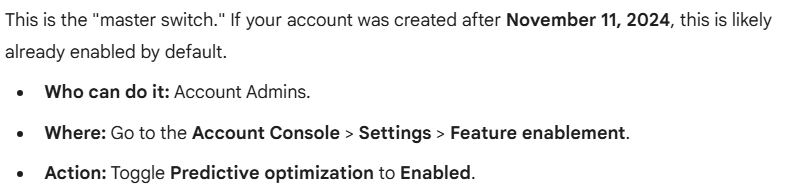 This is the "master switch." If your account was created after November 11, 2024, this is likely
already enabled by default.
• Who can do it: Account Admins.
• Where: Go to the Account Console > Settings > Feature enablement.
• Action: Toggle Predictive optimization to Enabled.